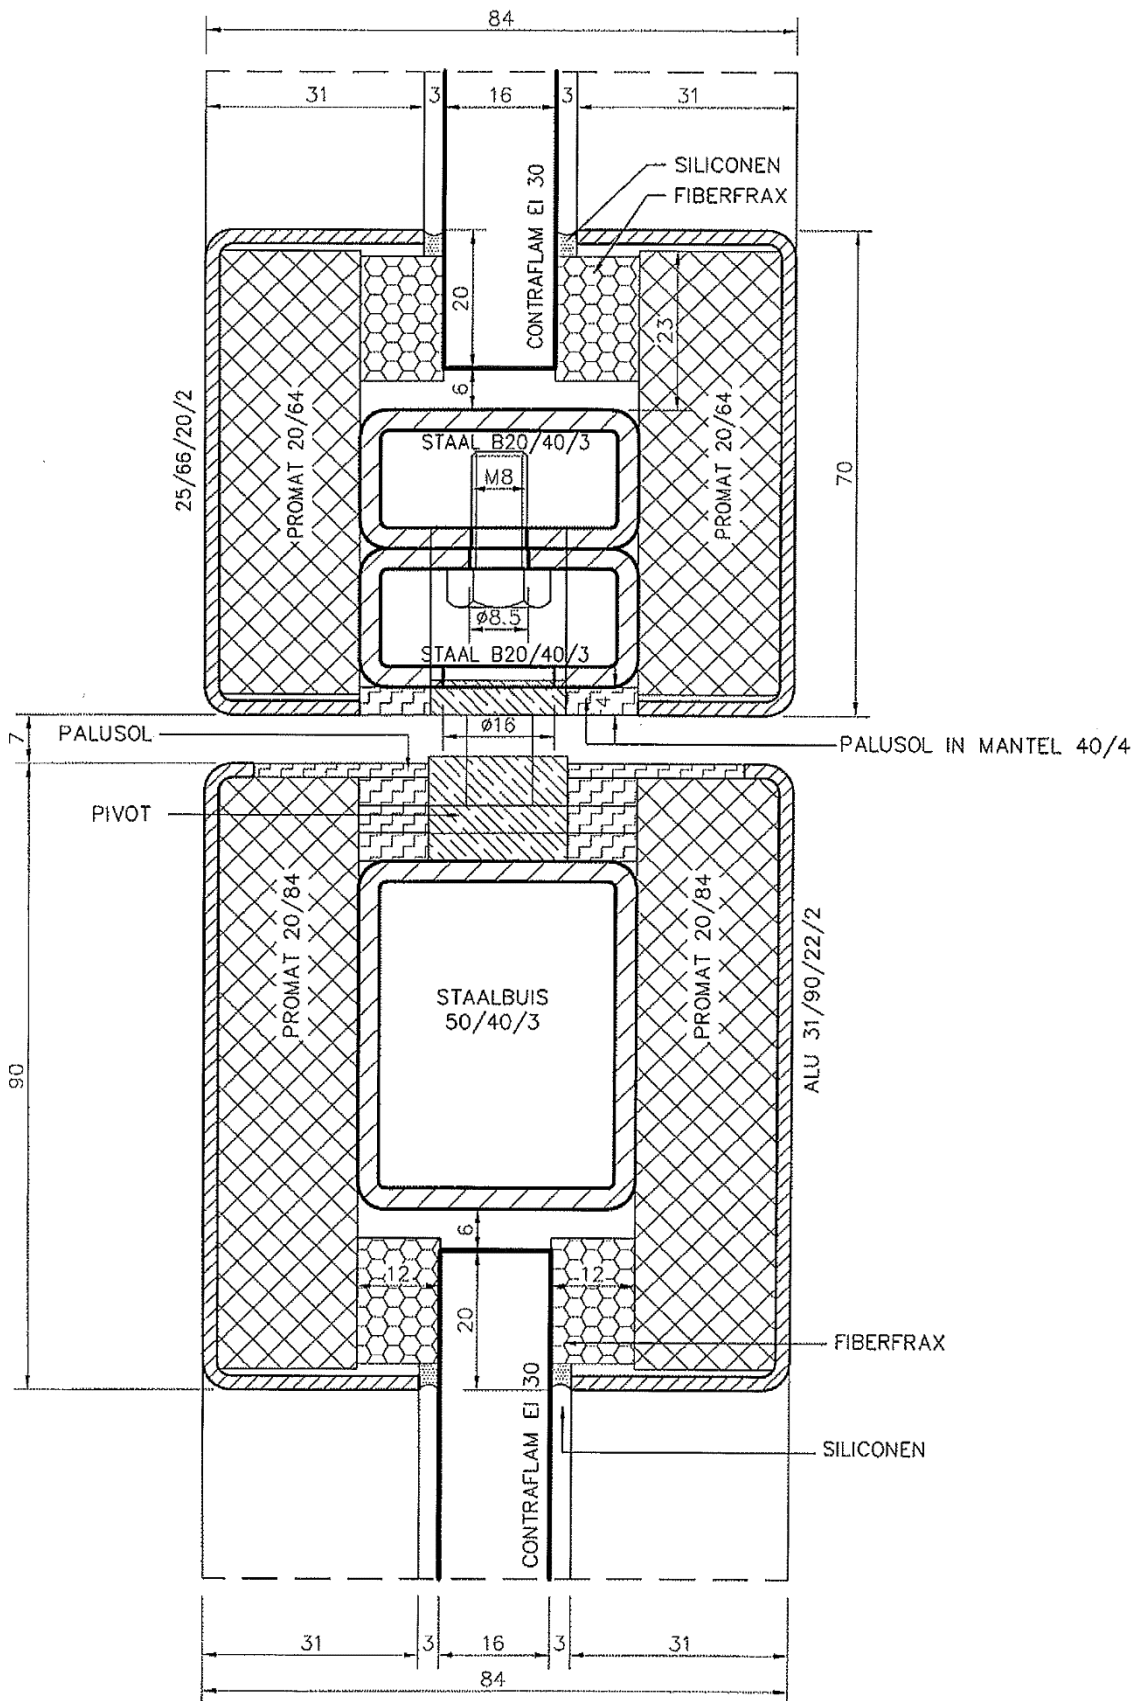 84
31
3
16
3
31
SILICONEN
FIBERFRAX
CONTRAFLAM EI 30
20
23
6
25/66/20/2
PROMAT 20/64
PROMAT 20/64
70
STAAL B20/40/3
M8
ø8.5
STAAL B20/40/3
4
ø16
7
PALUSOL
PALUSOL IN MANTEL 40/4
PIVOT
PROMAT 20/84
PROMAT 20/84
ALU 31/90/22/2
STAALBUIS
50/40/3
90
6
12
12
20
FIBERFRAX
CONTRAFLAM EI 30
SILICONEN
31
3
16
3
31
84